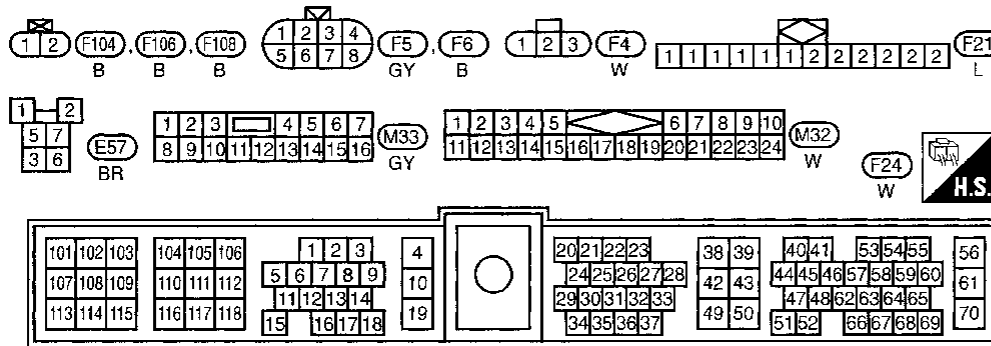 1 2 F104 , F106 , F108 1 2 3 4 F5 , F6 1 2 3 F4 1 1 1 1 1 1 2 2 2 2 2 2 F21
B B B 5 6 7 8 GY B W L
1 2 1 2 3 4 5 6 7 M33 1 2 3 4 5 6 7 8 9 10 M32
5 7 E57 8 9 10 11 12 13 14 15 16 11 12 13 14 15 16 17 18 19 20 21 22 23 24
3 6 BR GY W F24
W H.S.
101 102 103 104 105 106 1 2 3 4 20 21 22 23 38 39 40 41 53 54 55 56
107 108 109 110 111 112 5 6 7 8 9 10 24 25 26 27 28 42 43 44 45 46 57 58 59 60 61
113 114 115 116 117 118 11 12 13 14 19 29 30 31 32 33 49 50 47 48 62 63 64 65 70
15 16 17 18 34 35 36 37 51 52 66 67 68 69